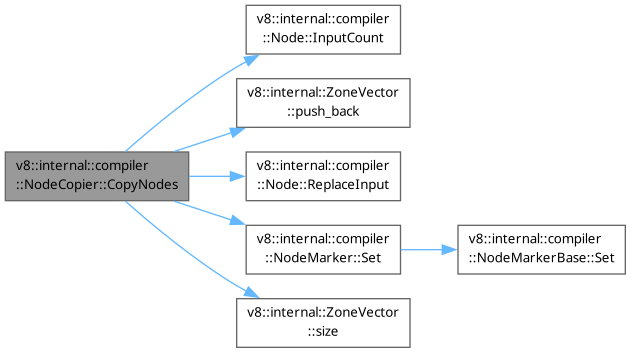 v8::internal::compiler
::Node::InputCount
v8::internal::ZoneVector
::push_back
v8::internal::compiler
::NodeCopier::CopyNodes
v8::internal::compiler
::Node::ReplaceInput
v8::internal::compiler
::NodeMarker::Set
v8::internal::compiler
::NodeMarkerBase::Set
v8::internal::ZoneVector
::size